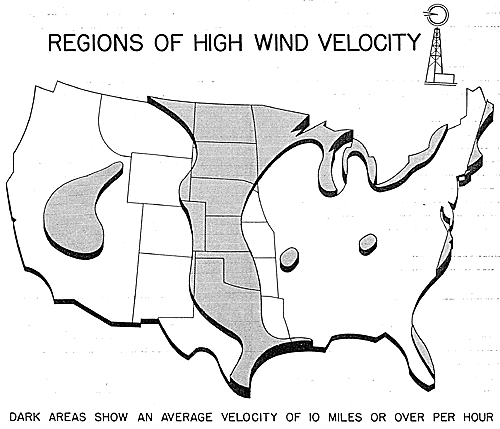 REGIONS OF HIGH WIND VELOCITY
DARK AREAS SHOW AN AVERAGE VELOCITY OF 10 MILES OR OVER PER HOUR